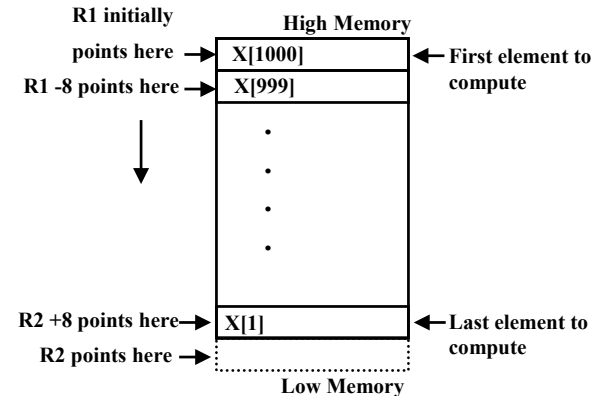 R1 initially
points here
High Memory
X[1000]
First element to
compute
R1 -8 points here
X[999]
R2 +8 points here
X[1]
Last element to
compute
R2 points here
Low Memory